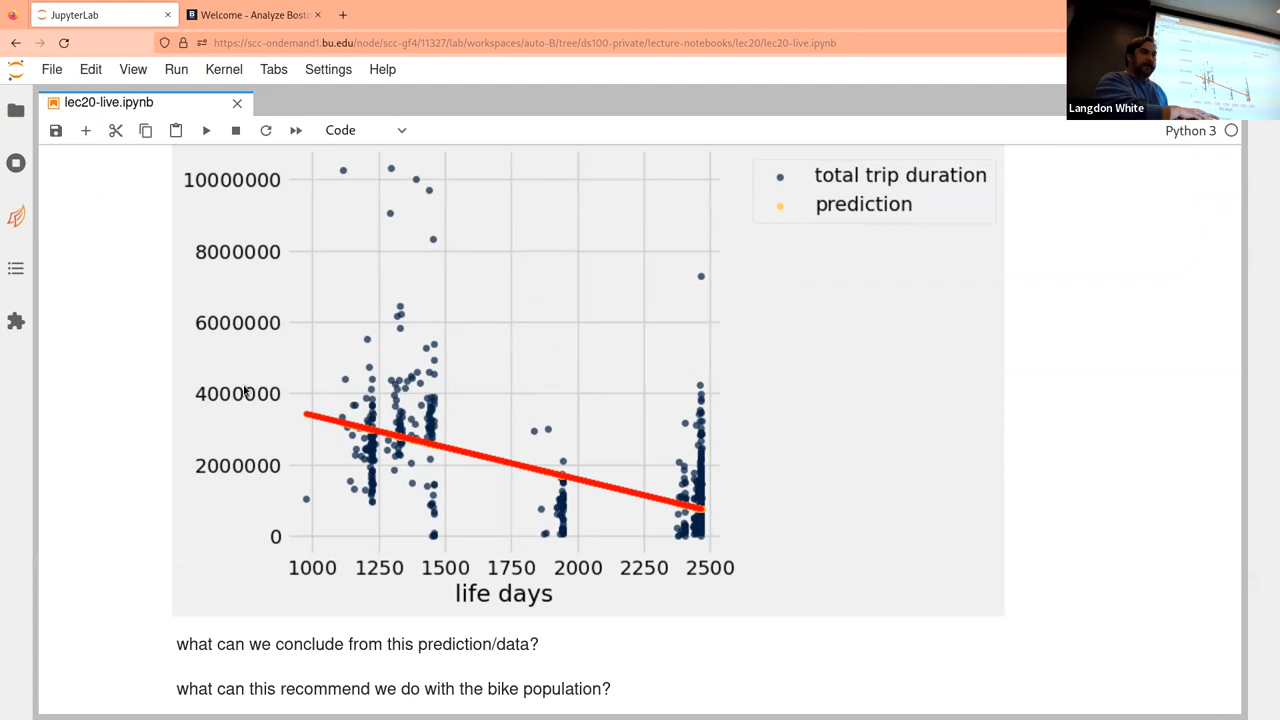 JupyterLab
Welcome - Analyze Bost
https://scc-ondemand1.bu.edu/node/scc-gf4/11327/lab/workspaces/auto-B/tree/ds100-private/lecture-notebooks/lec20/lec20-live.ipynb
File Edit View Run Kernel Tabs Settings Help
Langdon White
lec20-live.ipynb
Code
Python 3
10000000
8000000
6000000
4000000
2000000
0
total trip duration
prediction
1000 1250 1500 1750 2000 2250 2500
life days
what can we conclude from this prediction/data?
what can this recommend we do with the bike population?